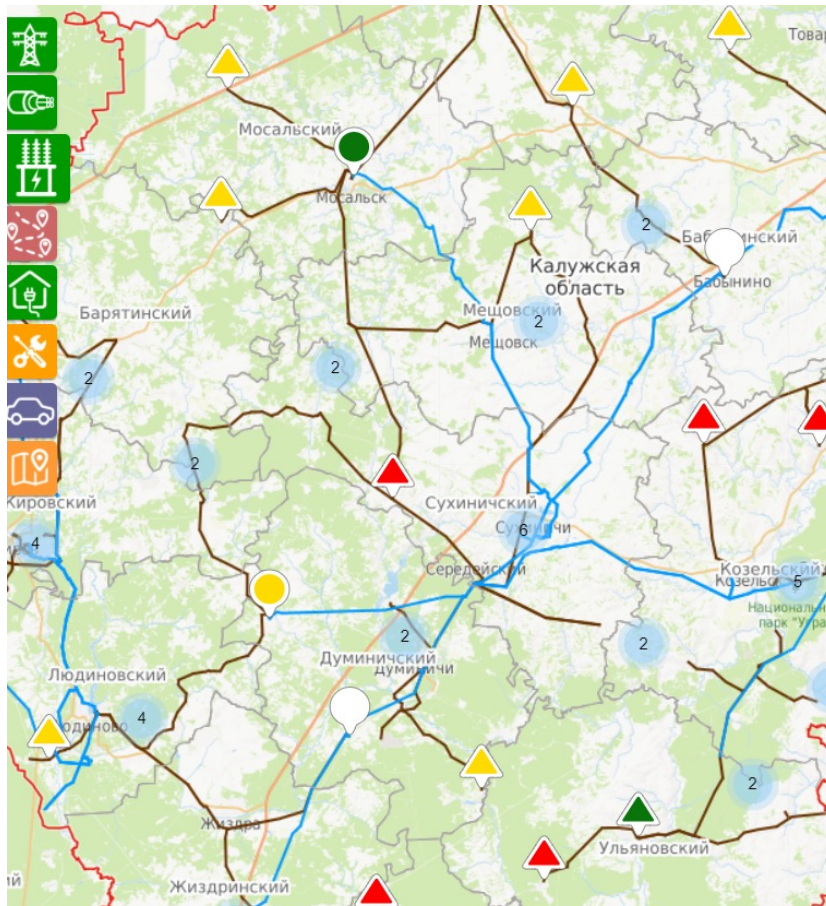 Товар
Мосальский
Мосальск
2
Бабынинский
Калужская
область
Бабынино
Барятинский
Мещовский
2
Мещовск
2
2
2
Кировский
Сухиничский
6
Сухиничи
4
Середейский
Козельский
Козельск
5
Национальный
парк "Угра
2
2
Думиничский
Думиничи
Людиновский
4
Людиново
2
Жиздра
Ульяновский
Жиздринский
ий